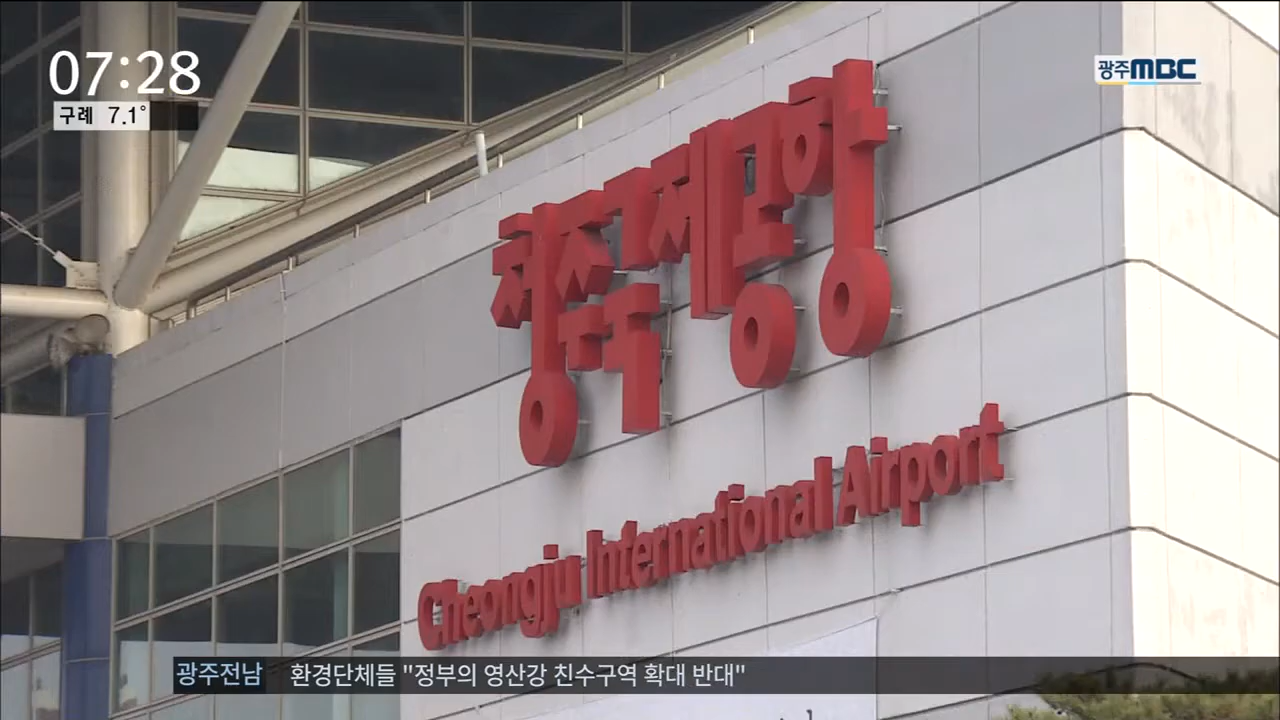 07:28
구례 7.1°
광주MBC
청주국제공항
Cheongju International Airport
광주전남 환경단체들 "정부의 영산강 친수구역 확대 반대"